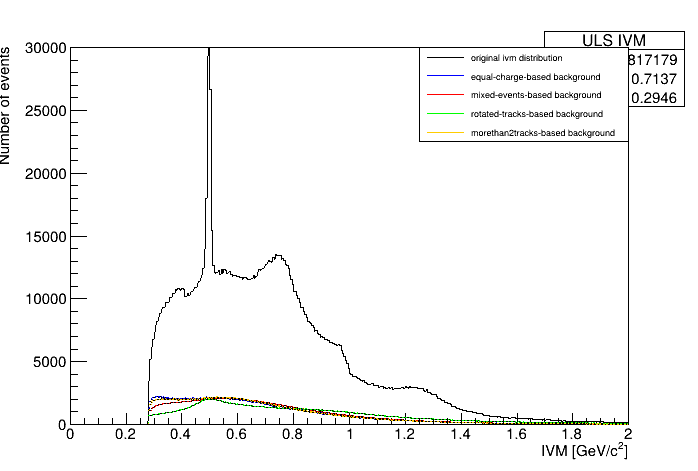 ULS IVM
817179
0.7137
0.2946
original ivm distribution
equal-charge-based background
mixed-events-based background
rotated-tracks-based background
morethan2tracks-based background
Number of events
30000
25000
20000
15000
10000
5000
0
0 0.2 0.4 0.6 0.8 1 1.2 1.4 1.6 1.8 2
IVM [GeV/c²]